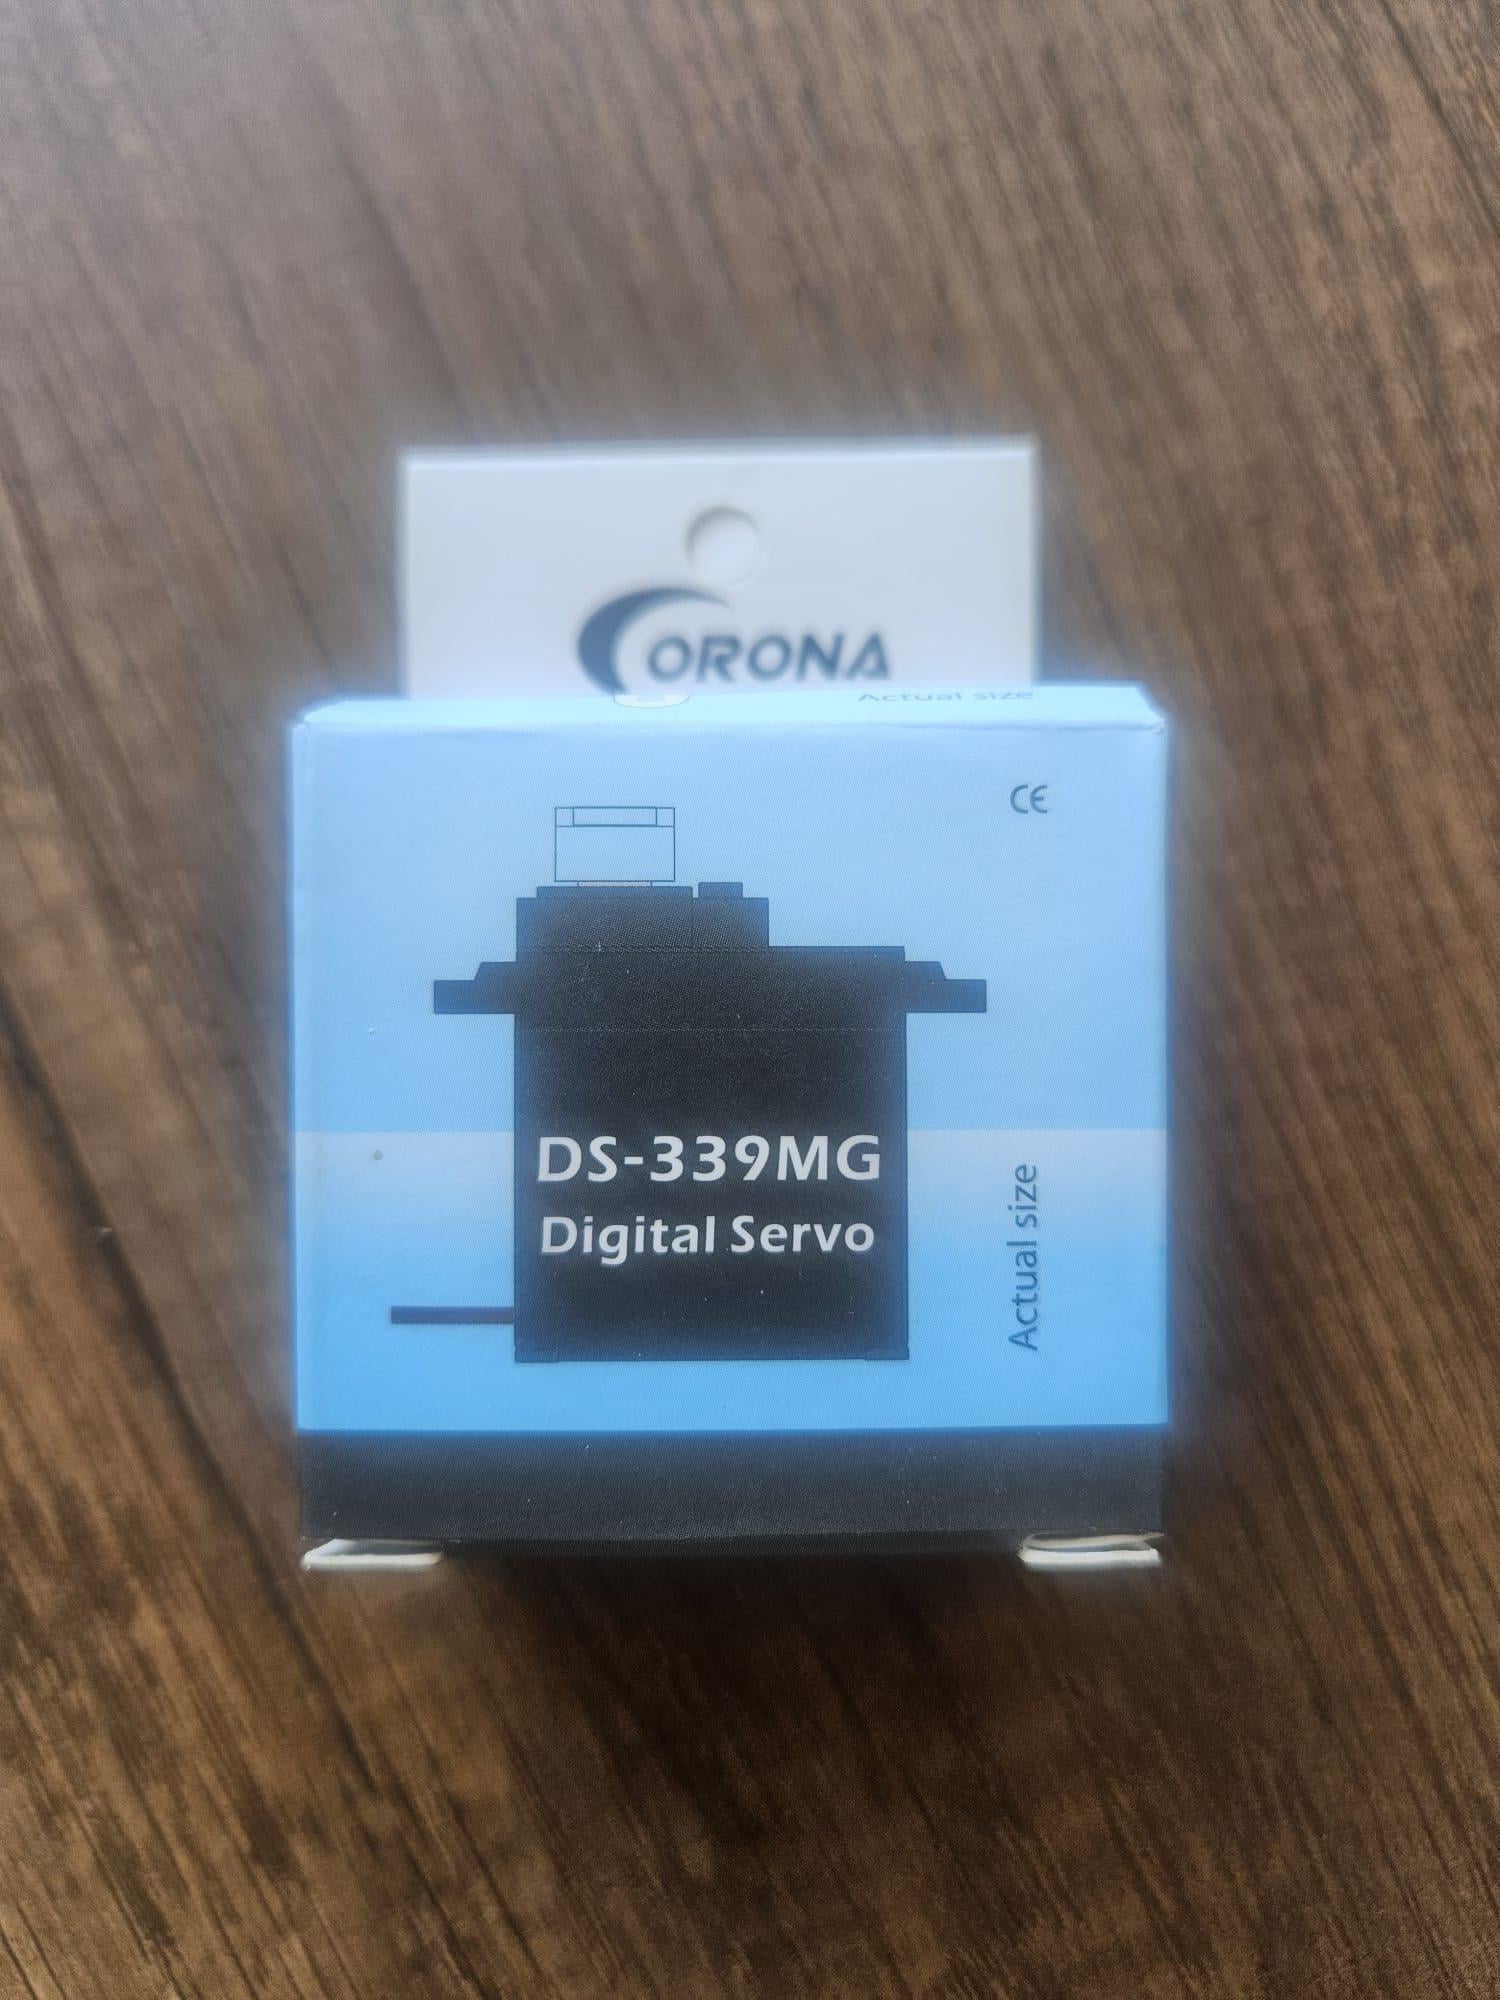 CORONA
Actual size
CE
DS-339MG
Digital Servo
Actual size